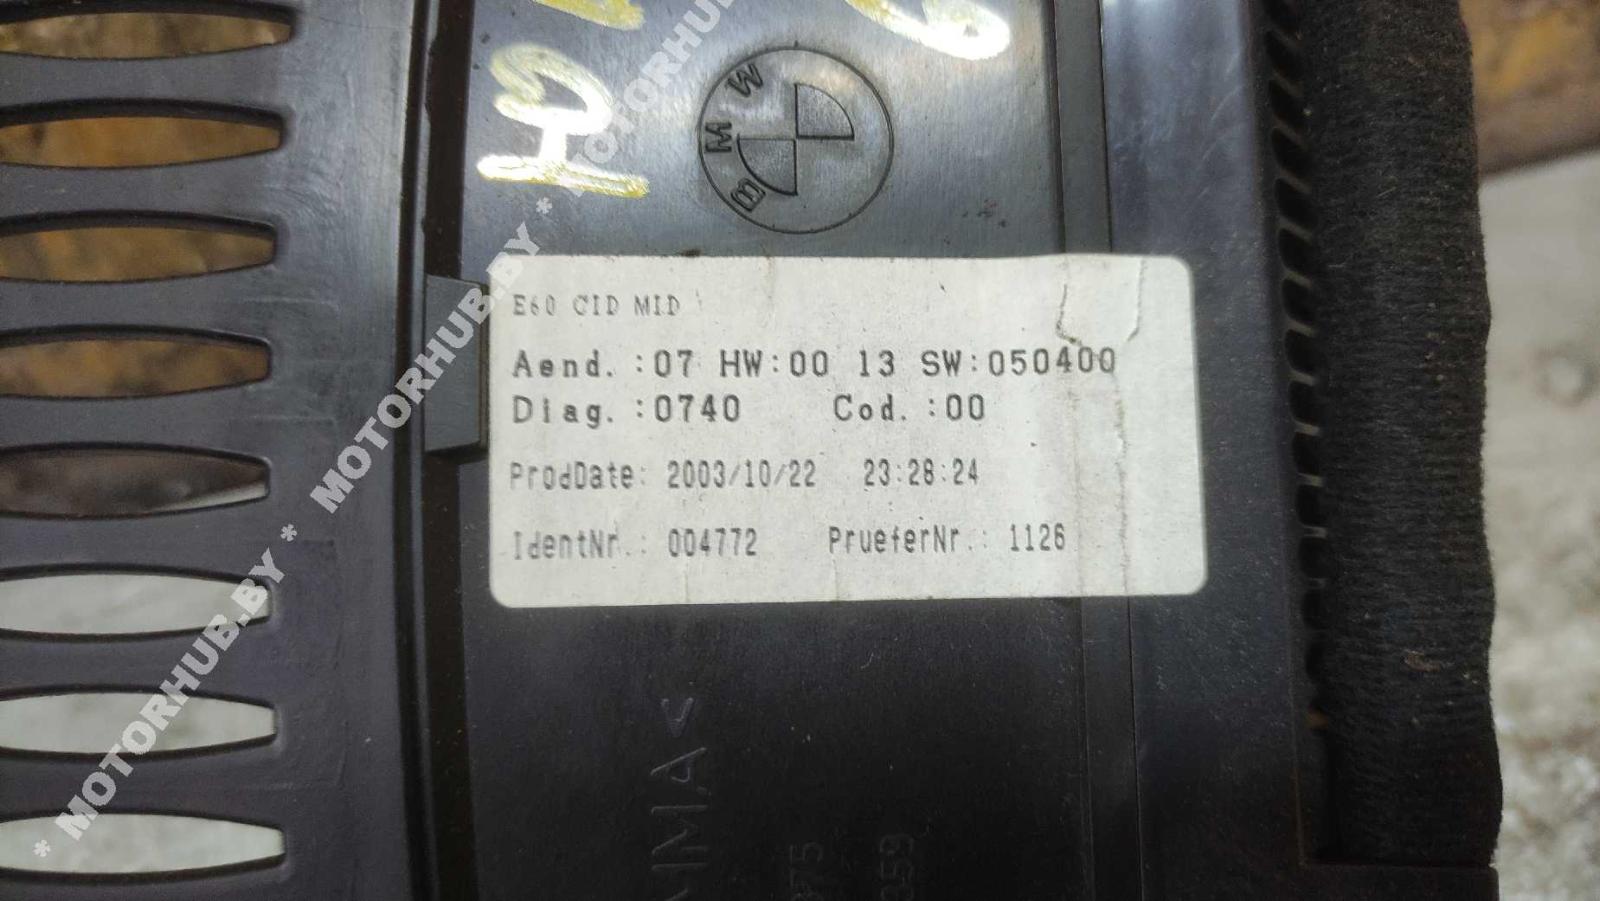 BMW
E60 CID MID
Aend. :07 HW:00 13 SW:050400
Diag. :0740 Cod. :00
ProdDate: 2003/10/22 23:28:24
IdentNr.: 004772 PrueferNr.: 1126
* MOTORHUB.BY * MOTORHUB.BY * MOTORHUB.BY